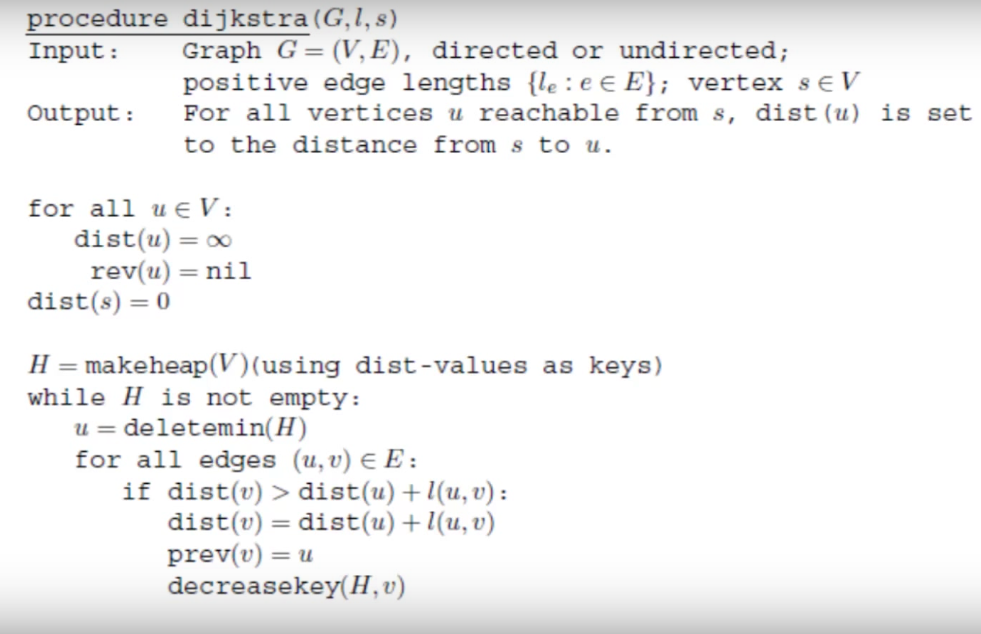 procedure dijkstra(G,l,s)
Input: Graph G = (V,E), directed or undirected;
positive edge lengths {lₑ : e ∈ E}; vertex s ∈ V
Output: For all vertices u reachable from s, dist(u) is set
to the distance from s to u.
for all u ∈ V:
dist(u) = ∞
rev(u) = nil
dist(s) = 0
H = makeheap(V)(using dist-values as keys)
while H is not empty:
u = deletemin(H)
for all edges (u,v) ∈ E:
if dist(v) > dist(u) + l(u,v):
dist(v) = dist(u) + l(u,v)
prev(v) = u
decreasekey(H,v)